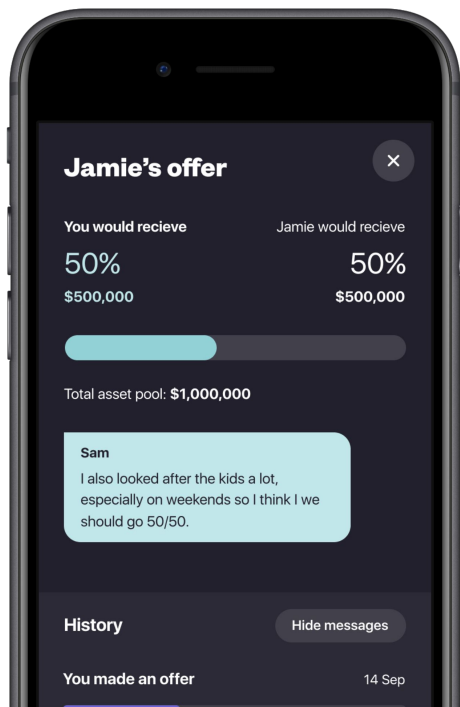 Jamie's offer
You would recieve
Jamie would recieve
50%
50%
$500,000
$500,000
Total asset pool: $1,000,000
Sam
I also looked after the kids a lot,
especially on weekends so I think I we
should go 50/50.
History
Hide messages
You made an offer
14 Sep